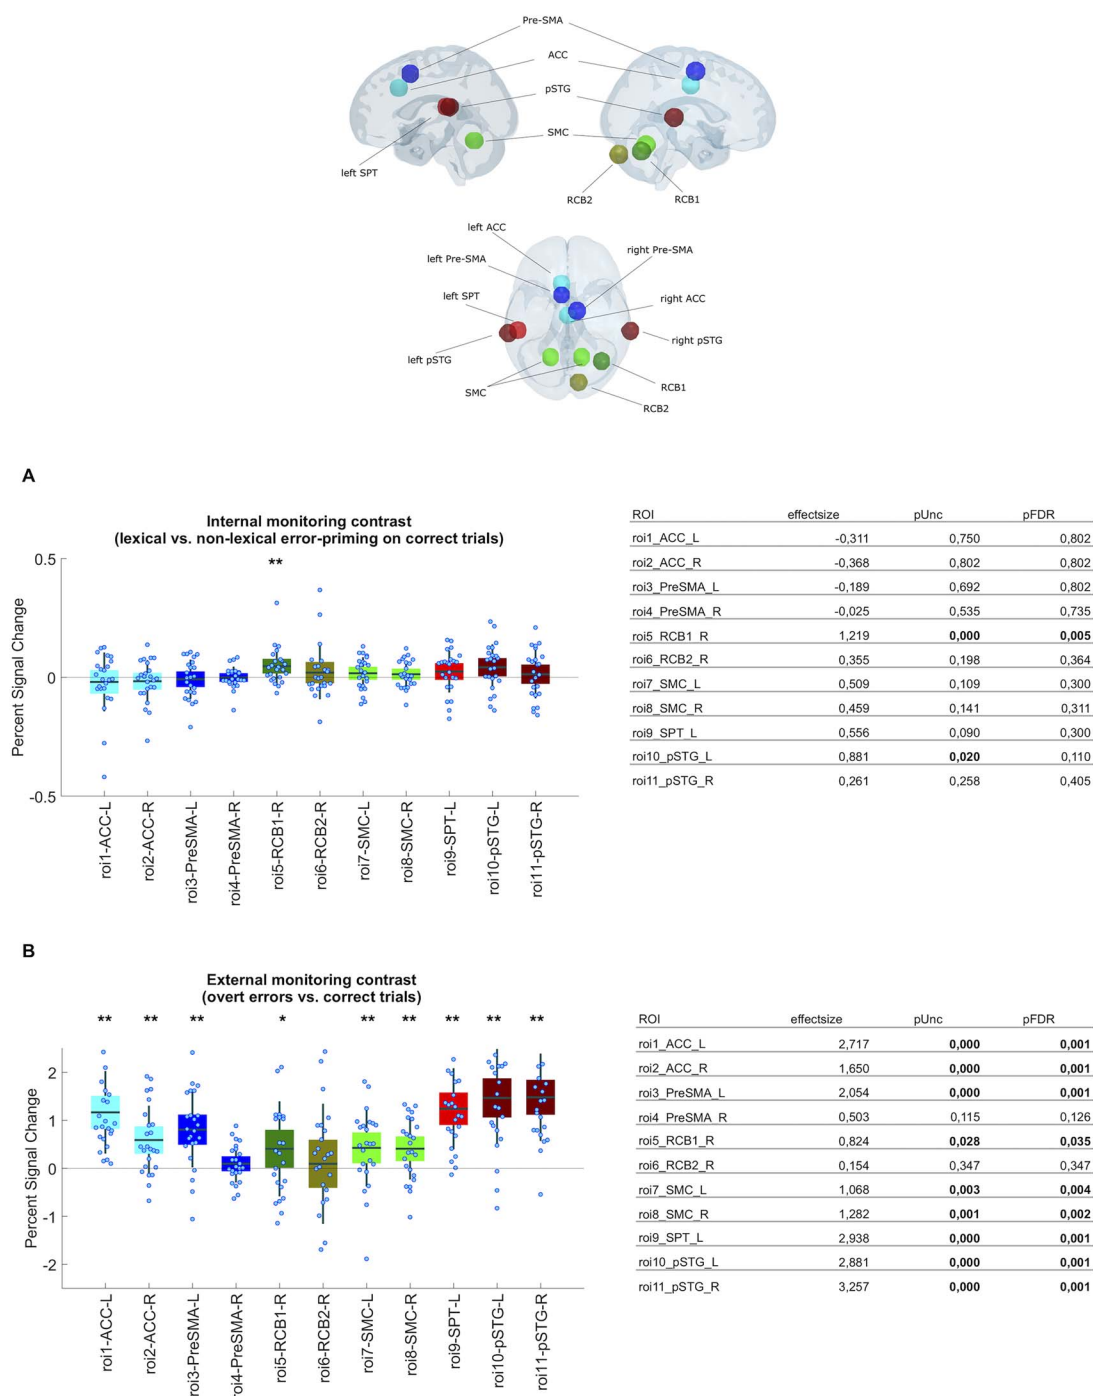 Pre-SMA
ACC
pSTG
SMC
left SPT
RCB2
RCB1
left ACC
left Pre-SMA
right Pre-SMA
left SPT
right ACC
left pSTG
right pSTG
SMC
RCB1
RCB2
A
Internal monitoring contrast
(lexical vs. non-lexical error-priming on correct trials)
**
Percent Signal Change
0.5
0
-0.5
roi1-ACC-L
roi2-ACC-R
roi3-PreSMA-L
roi4-PreSMA-R
roi5-RCB1-R
roi6-RCB2-R
roi7-SMC-L
roi8-SMC-R
roi9-SPT-L
roi10-pSTG-L
roi11-pSTG-R
ROI effectsize pUnc pFDR
roi1_ACC_L -0,311 0,750 0,802
roi2_ACC_R -0,368 0,802 0,802
roi3_PreSMA_L -0,189 0,692 0,802
roi4_PreSMA_R -0,025 0,535 0,735
roi5_RCB1_R 1,219 0,000 0,005
roi6_RCB2_R 0,355 0,198 0,364
roi7_SMC_L 0,509 0,109 0,300
roi8_SMC_R 0,459 0,141 0,311
roi9_SPT_L 0,556 0,090 0,300
roi10_pSTG_L 0,881 0,020 0,110
roi11_pSTG_R 0,261 0,258 0,405
B
External monitoring contrast
(overt errors vs. correct trials)
** ** ** * ** ** ** ** **
Percent Signal Change
2
1
0
-1
-2
roi1-ACC-L
roi2-ACC-R
roi3-PreSMA-L
roi4-PreSMA-R
roi5-RCB1-R
roi6-RCB2-R
roi7-SMC-L
roi8-SMC-R
roi9-SPT-L
roi10-pSTG-L
roi11-pSTG-R
ROI effectsize pUnc pFDR
roi1_ACC_L 2,717 0,000 0,001
roi2_ACC_R 1,650 0,000 0,001
roi3_PreSMA_L 2,054 0,000 0,001
roi4_PreSMA_R 0,503 0,115 0,126
roi5_RCB1_R 0,824 0,028 0,035
roi6_RCB2_R 0,154 0,347 0,347
roi7_SMC_L 1,068 0,003 0,004
roi8_SMC_R 1,282 0,001 0,002
roi9_SPT_L 2,938 0,000 0,001
roi10_pSTG_L 2,881 0,000 0,001
roi11_pSTG_R 3,257 0,000 0,001